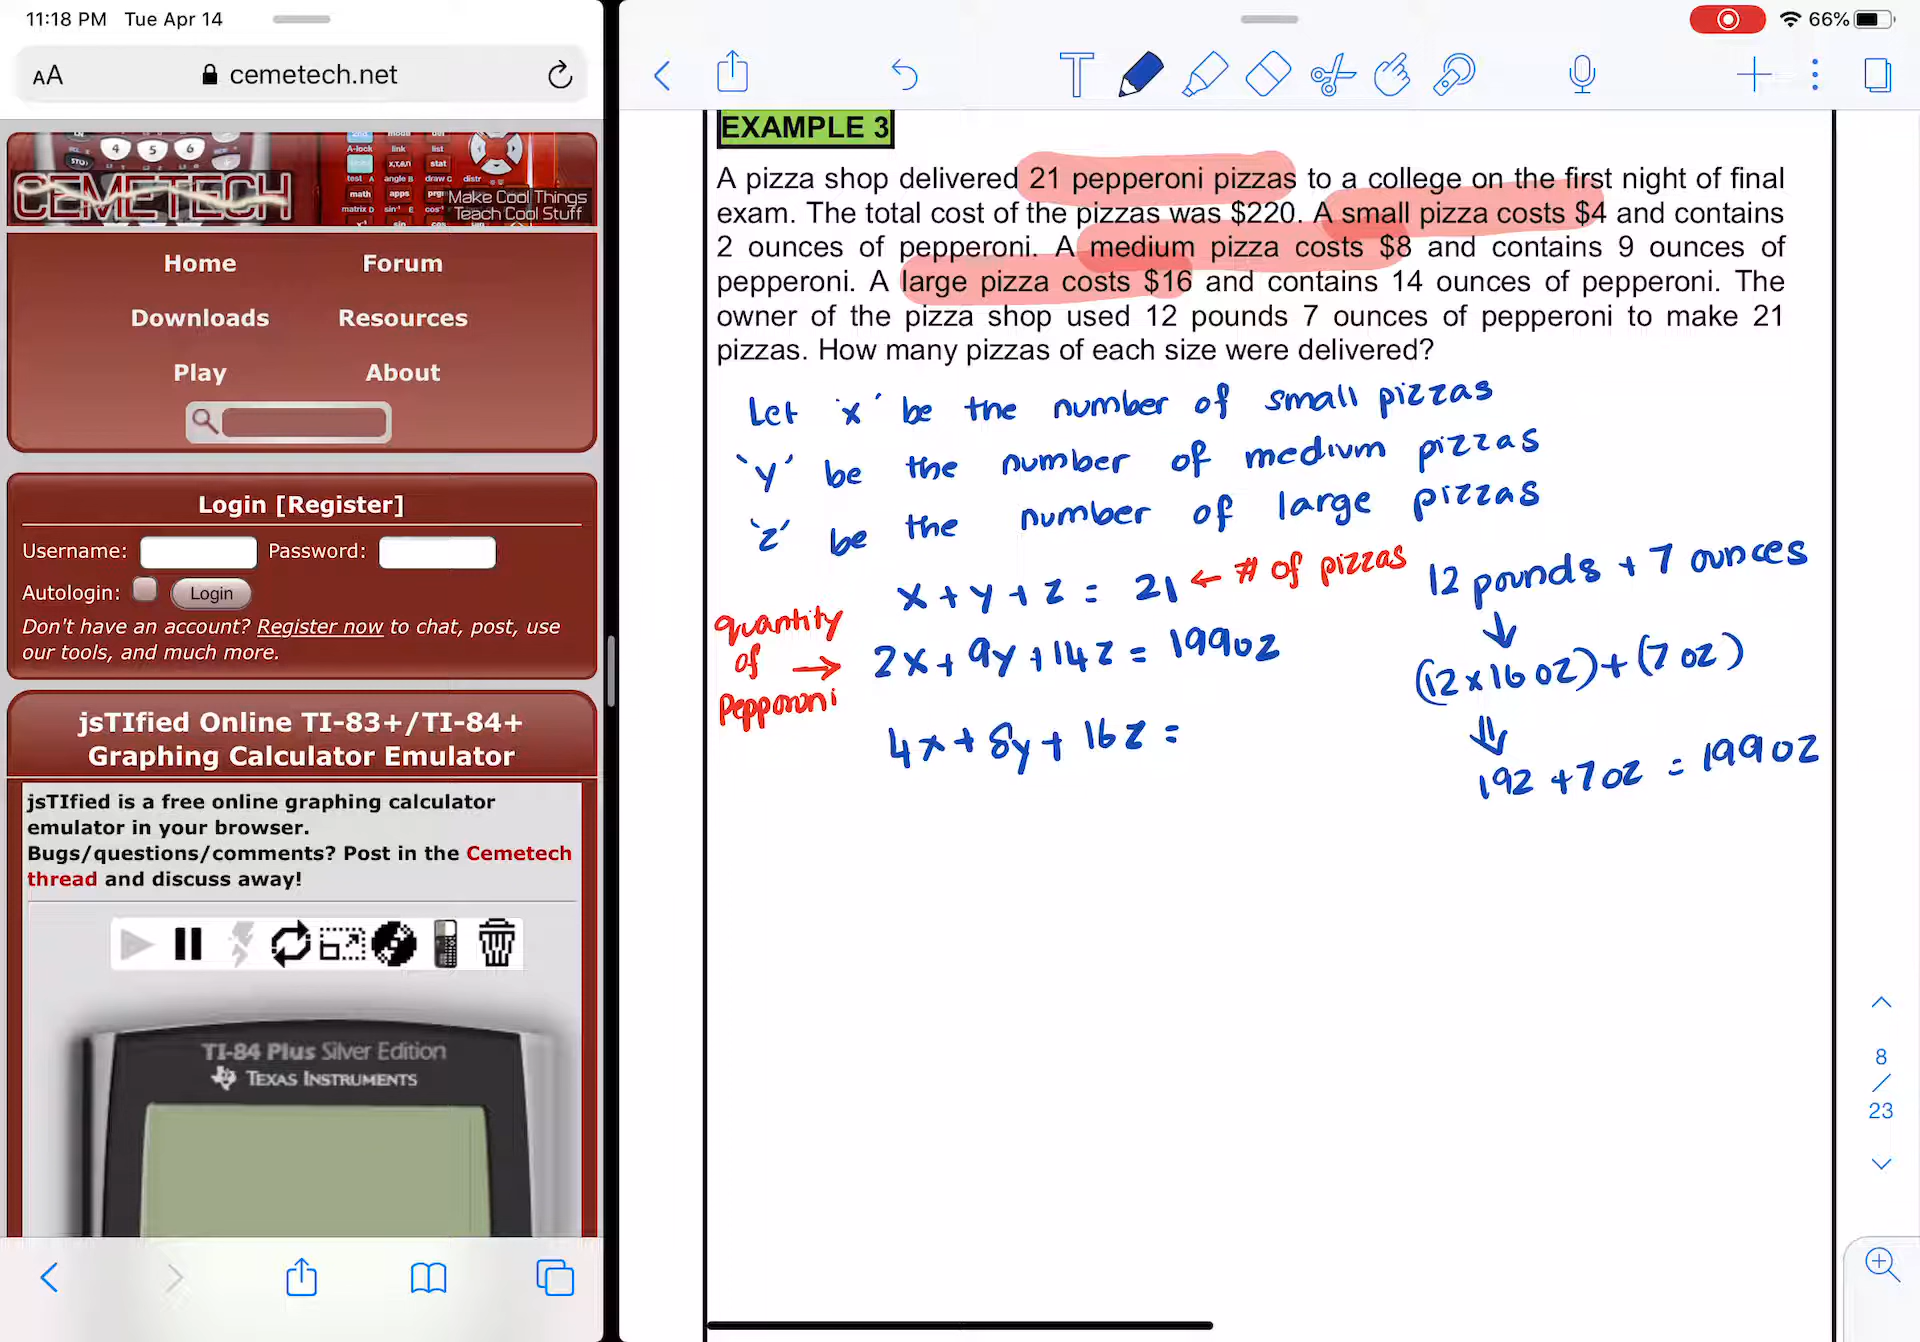 11:18 PM Tue Apr 14
66%
AA cemetech.net
CEMETECH
Make Cool Things
Teach Cool Stuff
Home Forum
Downloads Resources
Play About
Login [Register]
Username: Password:
Autologin: Login
Don't have an account? Register now to chat, post, use
our tools, and much more.
jsTIfied Online TI-83+/TI-84+
Graphing Calculator Emulator
jsTIfied is a free online graphing calculator
emulator in your browser.
Bugs/questions/comments? Post in the Cemetech
thread and discuss away!
TI-84 Plus Silver Edition
TEXAS INSTRUMENTS
EXAMPLE 3
A pizza shop delivered 21 pepperoni pizzas to a college on the first night of final
exam. The total cost of the pizzas was $220. A small pizza costs $4 and contains
2 ounces of pepperoni. A medium pizza costs $8 and contains 9 ounces of
pepperoni. A large pizza costs $16 and contains 14 ounces of pepperoni. The
owner of the pizza shop used 12 pounds 7 ounces of pepperoni to make 21
pizzas. How many pizzas of each size were delivered?
Let 'x' be the number of small pizzas
'y' be the number of medium pizzas
'z' be the number of large pizzas
x + y + z = 21 ← # of pizzas
quantity
of →
Pepporoni
2x + 9y + 14z = 199oz
4x + 8y + 16z =
12 pounds + 7 ounces
↓
(12 x 16 oz) + (7 oz)
⇓
192 + 7oz = 199oz
8
/
23